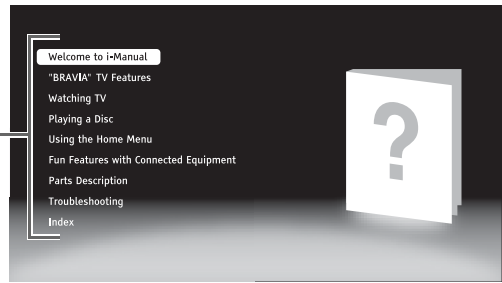 Welcome to i-Manual
"BRAVIA" TV Features
Watching TV
Playing a Disc
Using the Home Menu
Fun Features with Connected Equipment
Parts Description
Troubleshooting
Index
?